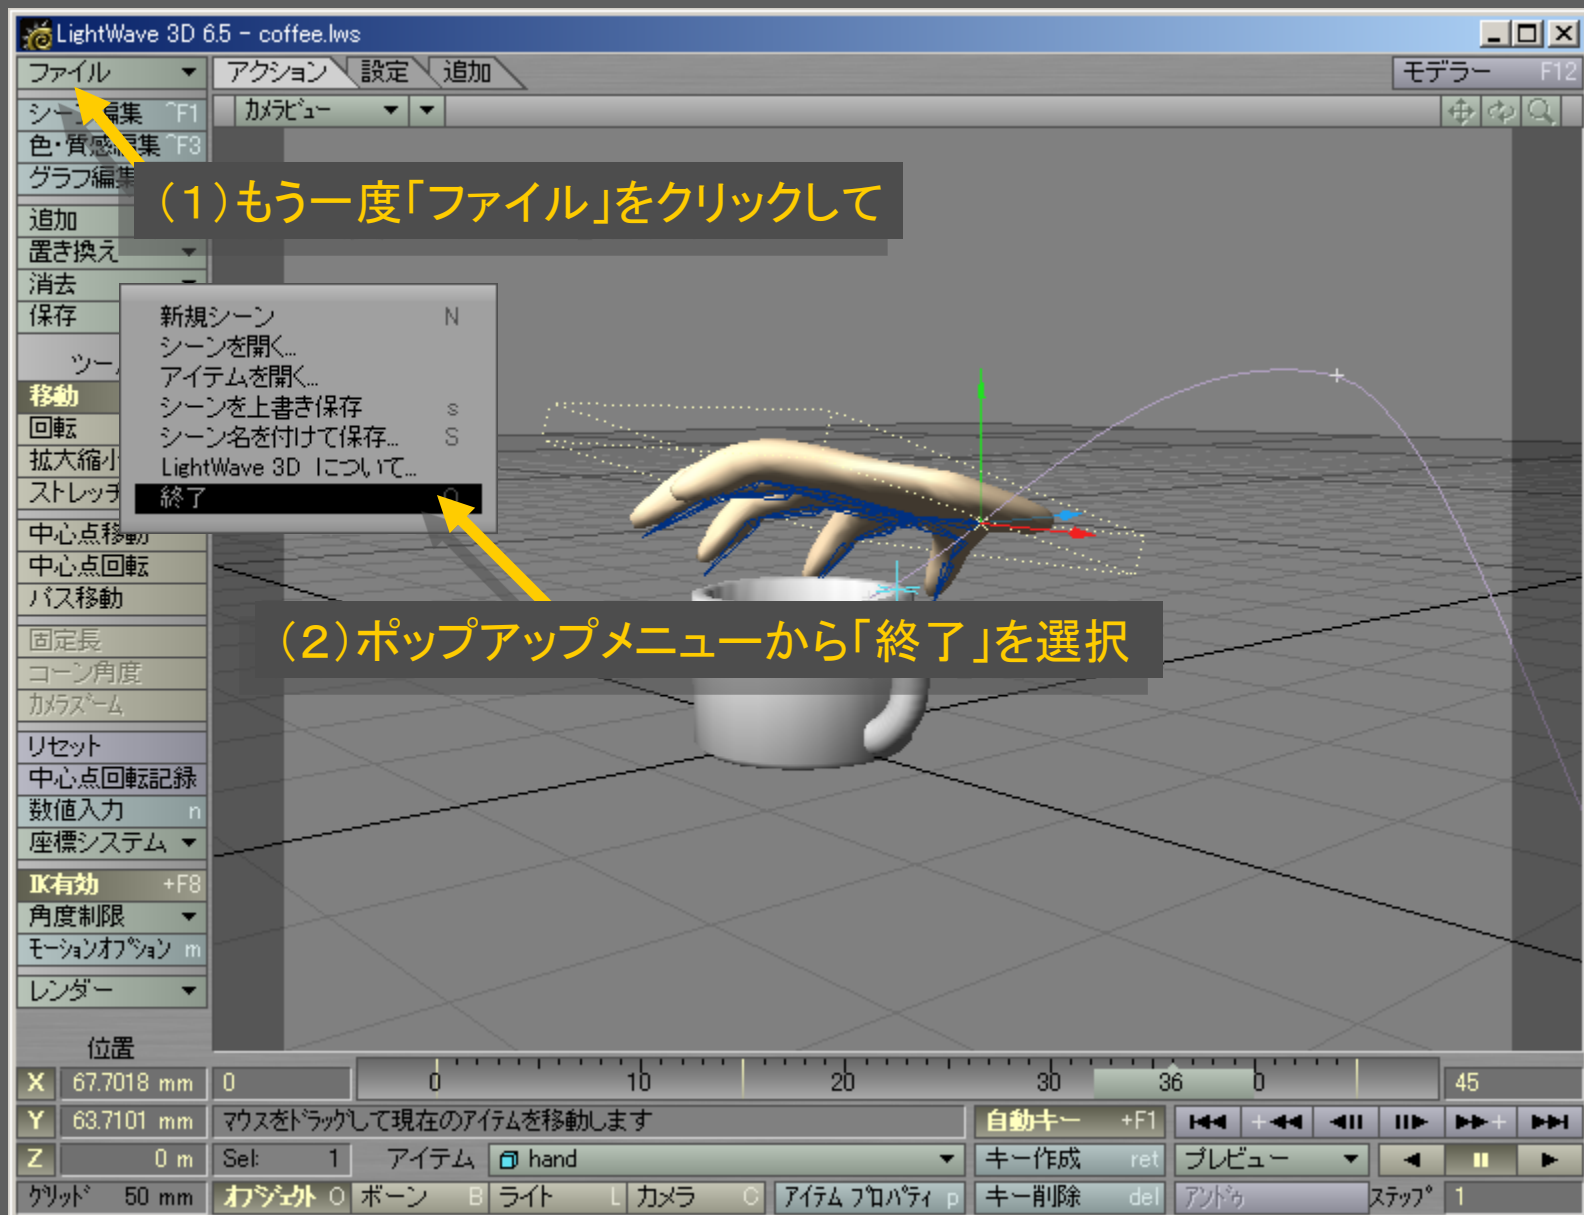 LightWave 3D 6.5 - coffee.lws
ファイル
アクション 設定 追加
モデラー F12
カメラビュー
シーン編集 ^F1
色・質感編集 ^F3
グラフ編集
(1)もう一度「ファイル」をクリックして
追加
置き換え
消去
保存
新規シーン N
シーンを開く...
アイテムを開く...
シーンを上書き保存 s
シーン名を付けて保存... S
LightWave 3D について...
終了
移動
回転
拡大縮小
ストレッチ
中心点移動
中心点回転
パス移動
(2)ポップアップメニューから「終了」を選択
固定長
コーン角度
カメラズーム
リセット
中心点回転記録
数値入力 n
座標システム
IK有効 +F8
角度制限
モーションオプション m
レンダー
位置
X 67.7018 mm 0 0 10 20 30 36 45
Y 63.7101 mm マウスをドラッグして現在のアイテムを移動します 自動キー +F1
Z 0 m Sel: 1 アイテム hand キー作成 ret プレビュー
グリッド 50 mm オブジェクト O ボーン B ライト L カメラ C アイテム プロパティ p キー削除 del アンドゥ ステップ 1